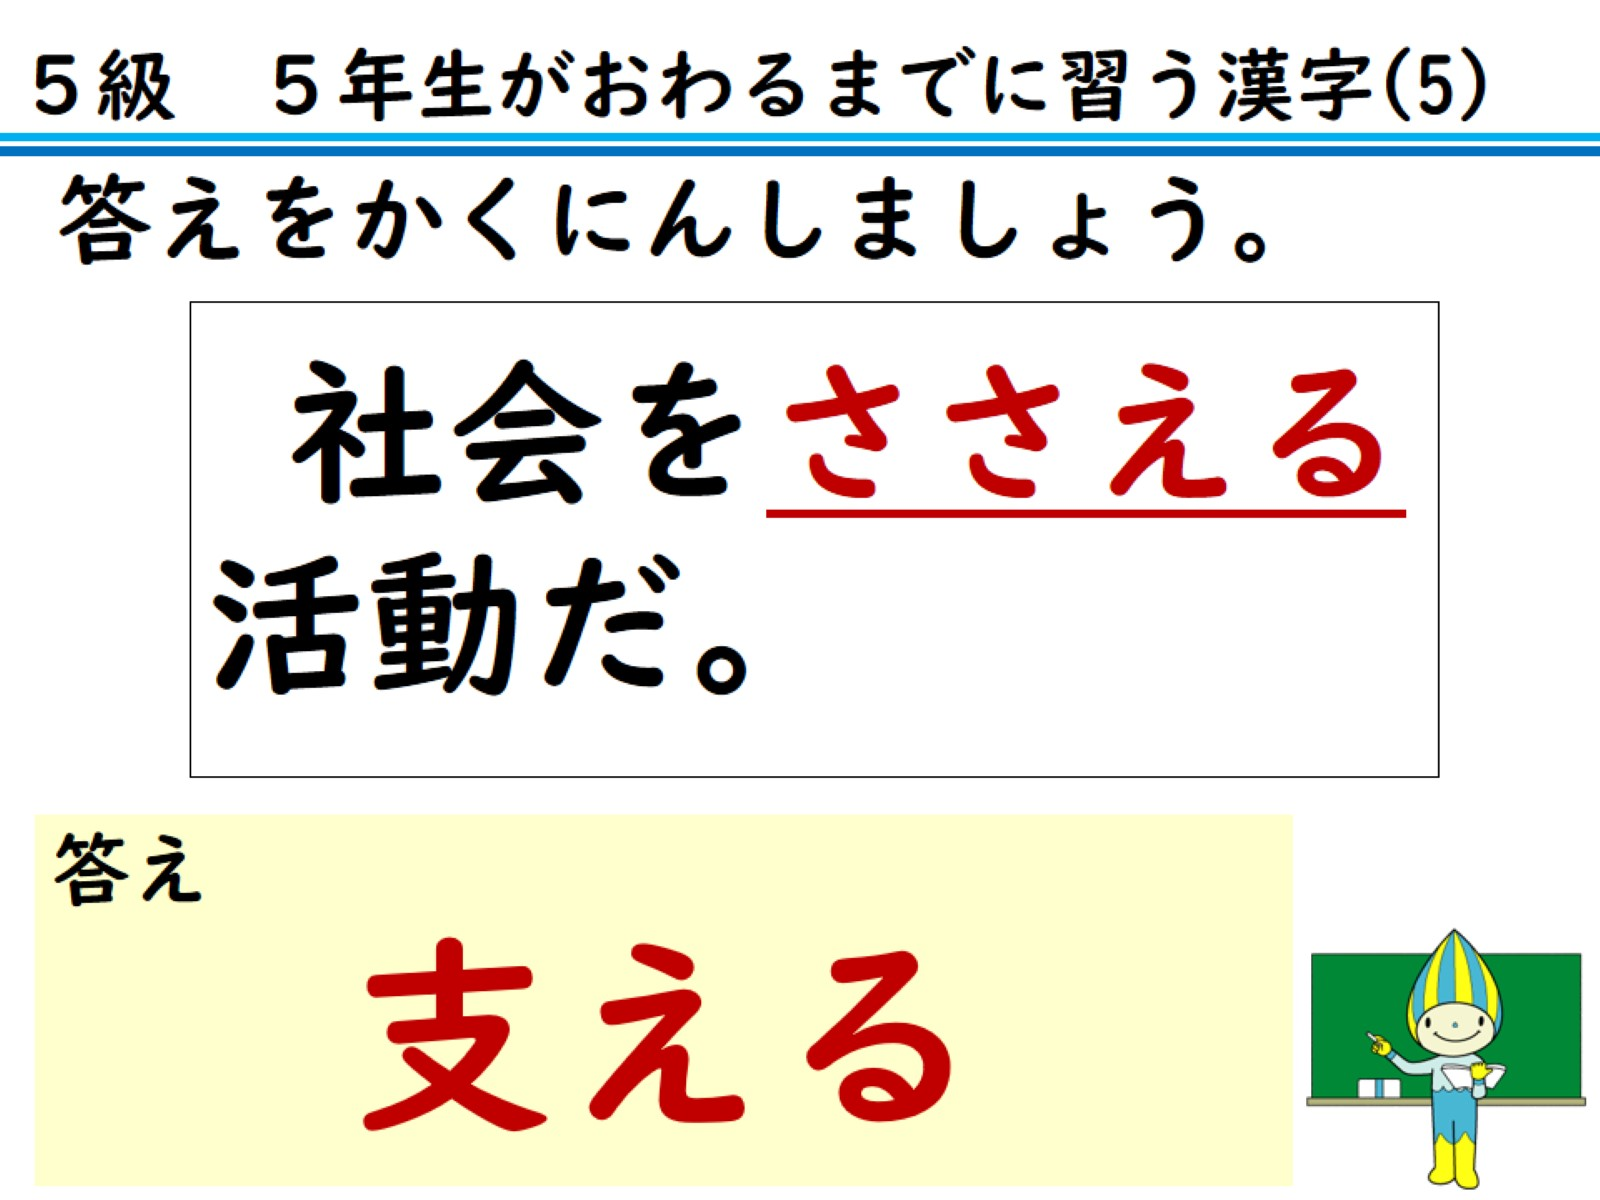 ５級　５年生がおわるまでに習う漢字(5)
答えをかくにんしましょう。
社会をささえる
活動だ。
答え
支える